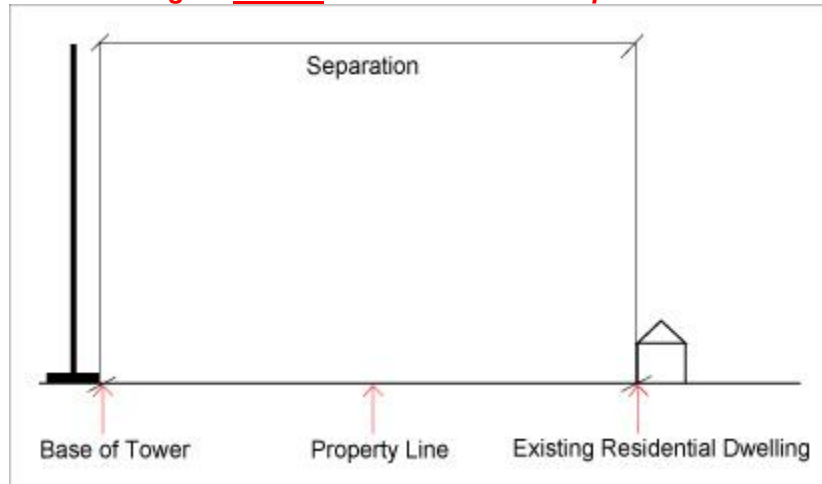 Separation
Base of Tower
Property Line
Existing Residential Dwelling